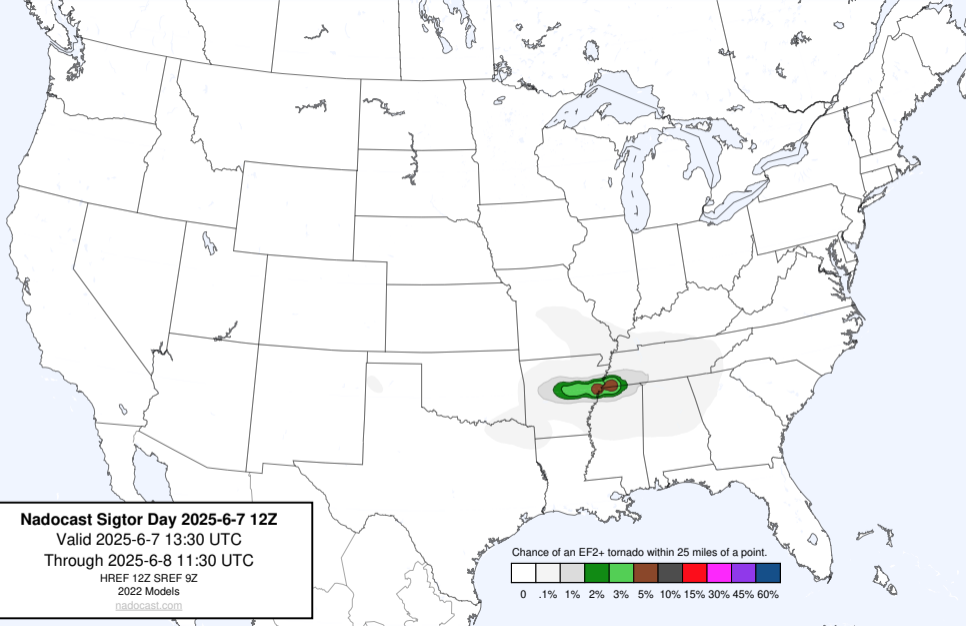 Nadocast Sigtor Day 2025-6-7 12Z
Valid 2025-6-7 13:30 UTC
Through 2025-6-8 11:30 UTC
HREF 12Z SREF 9Z
2022 Models
nadocast.com
Chance of an EF2+ tornado within 25 miles of a point.
0 .1% 1% 2% 3% 5% 10% 15% 30% 45% 60%